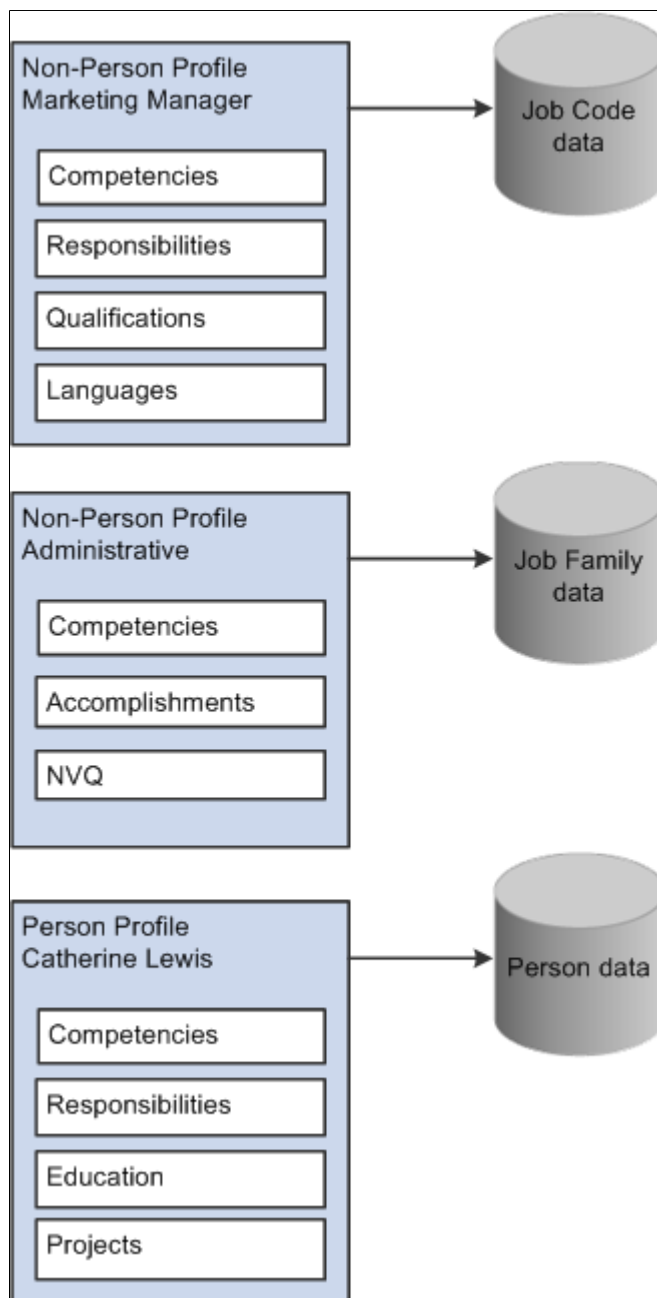 Non-Person Profile
Marketing Manager
Competencies
Responsibilities
Qualifications
Languages
Job Code
data
Non-Person Profile
Administrative
Competencies
Accomplishments
NVQ
Job Family
data
Person Profile
Catherine Lewis
Competencies
Responsibilities
Education
Projects
Person data